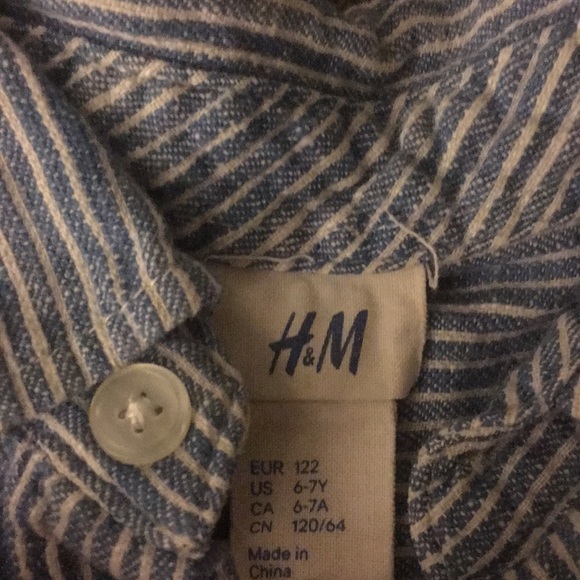 H&M
EUR 122
US 6-7Y
CA 6-7A
CN 120/64
Made in
China